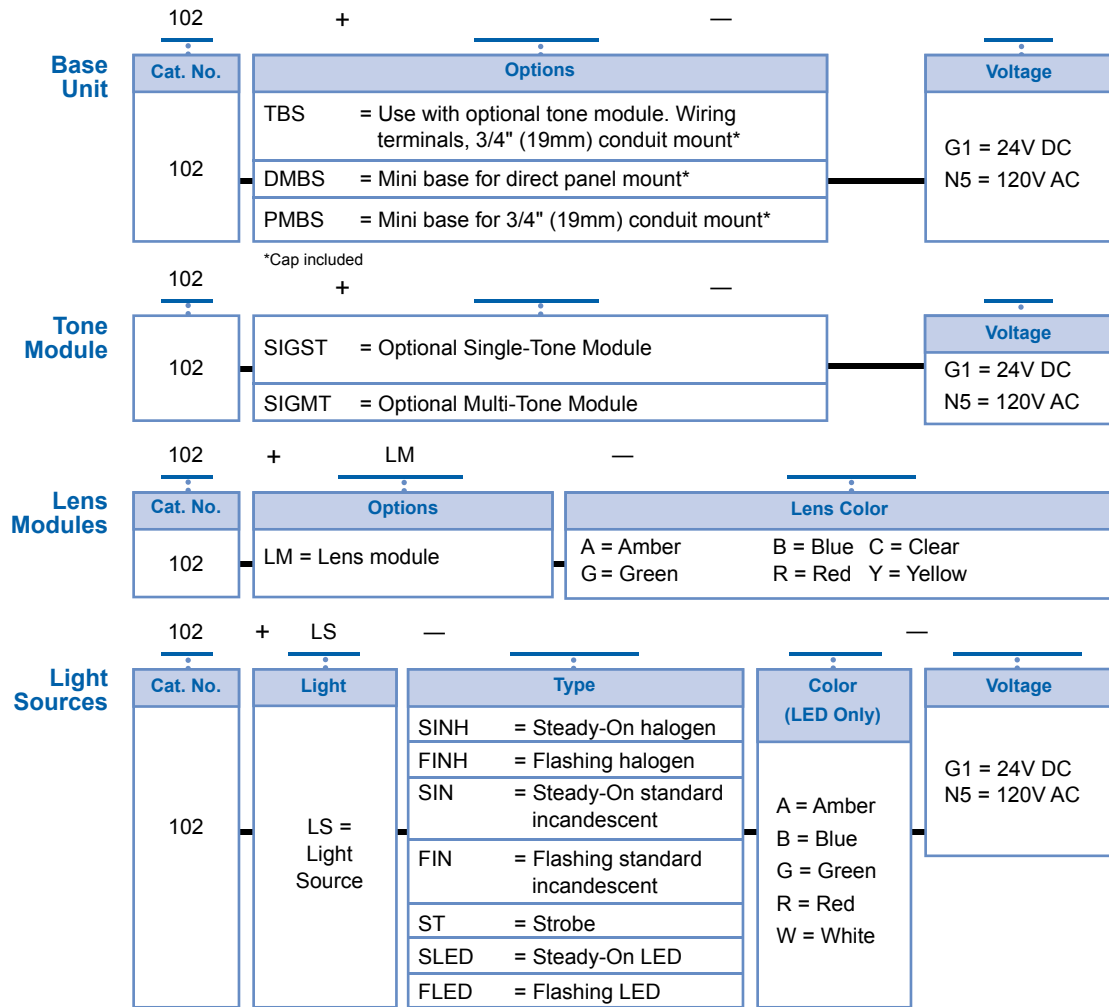 102 + —
Base Unit
Cat. No. Options Voltage
102
TBS = Use with optional tone module. Wiring
terminals, 3/4" (19mm) conduit mount*
DMBS = Mini base for direct panel mount*
PMBS = Mini base for 3/4" (19mm) conduit mount*
G1 = 24V DC
N5 = 120V AC
*Cap included
102 + —
Tone Module
Voltage
102
SIGST = Optional Single-Tone Module
SIGMT = Optional Multi-Tone Module
G1 = 24V DC
N5 = 120V AC
102 + LM —
Lens Modules
Cat. No. Options Lens Color
102
LM = Lens module
A = Amber B = Blue C = Clear
G = Green R = Red Y = Yellow
102 + LS — —
Light Sources
Cat. No. Light Type Color (LED Only) Voltage
102
LS =
Light
Source
SINH = Steady-On halogen
FINH = Flashing halogen
SIN = Steady-On standard
incandescent
FIN = Flashing standard
incandescent
ST = Strobe
SLED = Steady-On LED
FLED = Flashing LED
A = Amber
B = Blue
G = Green
R = Red
W = White
G1 = 24V DC
N5 = 120V AC